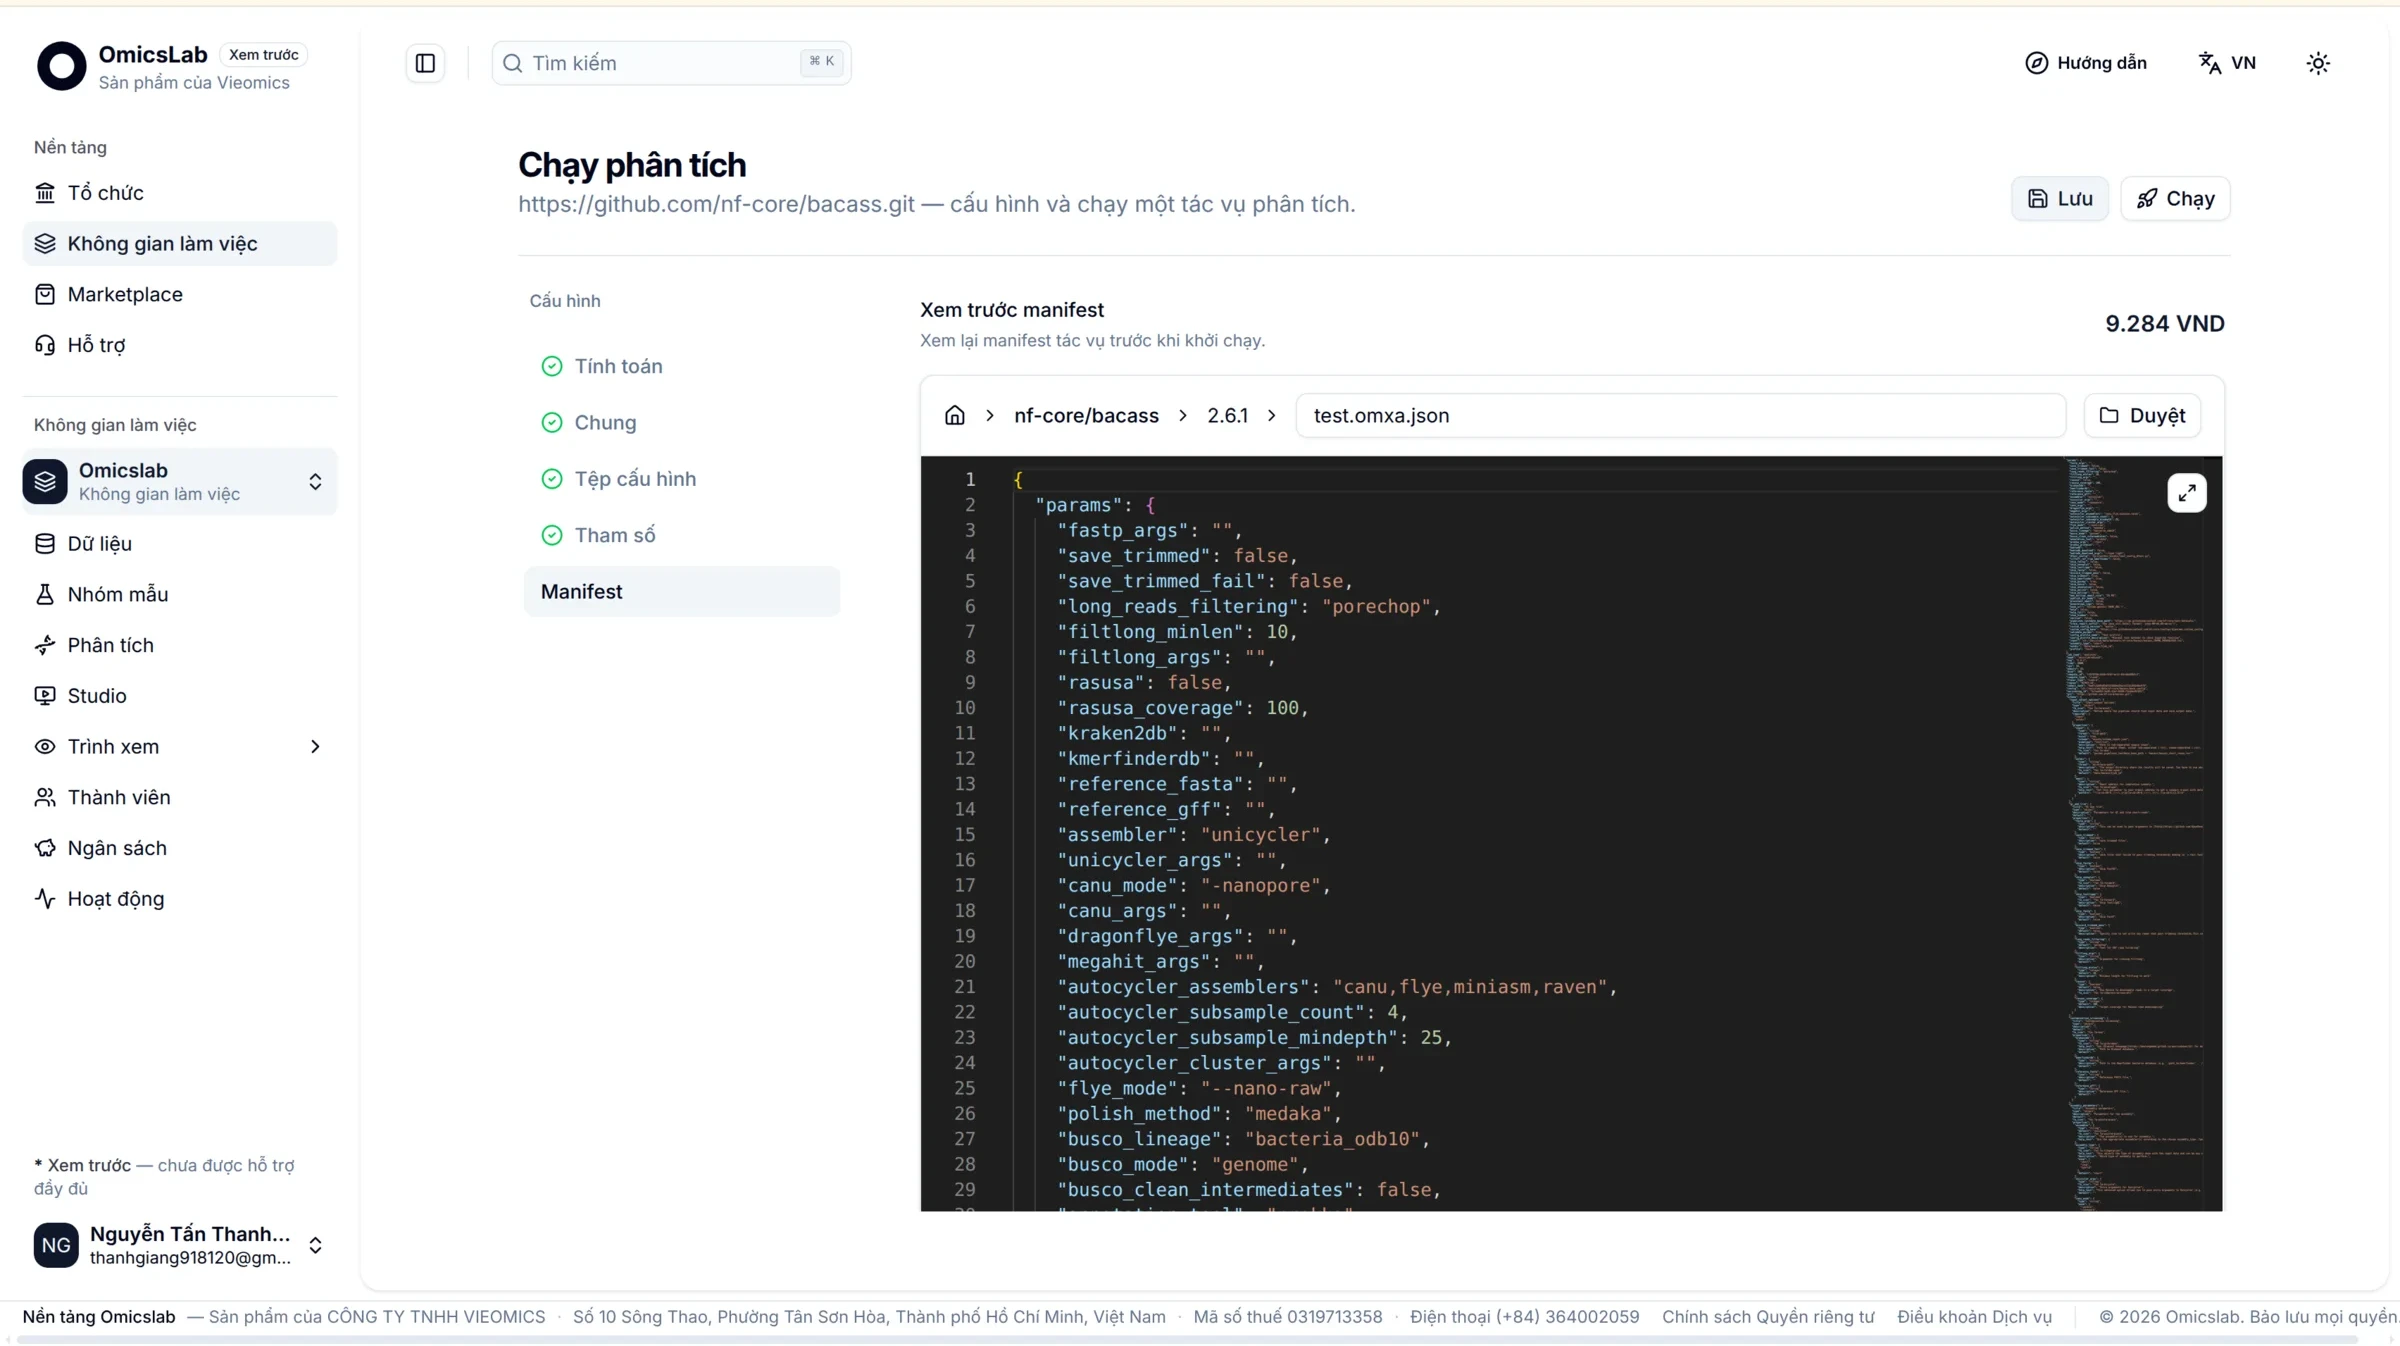 OmicsLab
Xem trước
Sản phẩm của Vieomics
Nền tảng
Tổ chức
Không gian làm việc
Marketplace
Hỗ trợ
Không gian làm việc
Omicslab
Không gian làm việc
Dữ liệu
Nhóm mẫu
Phân tích
Studio
Trình xem
Thành viên
Ngân sách
Hoạt động
* Xem trước — chưa được hỗ trợ
đầy đủ
NG
Nguyễn Tấn Thanh...
thanhgiang918120@gm...
Tìm kiếm
⌘ K
Hướng dẫn
VN
Chạy phân tích
https://github.com/nf-core/bacass.git — cấu hình và chạy một tác vụ phân tích.
Lưu
Chạy
Cấu hình
Tính toán
Chung
Tệp cấu hình
Tham số
Manifest
Xem trước manifest
Xem lại manifest tác vụ trước khi khởi chạy.
9.284 VND
nf-core/bacass
2.6.1
test.omxa.json
Duyệt
1 {
2 "params": {
3 "fastp_args": "",
4 "save_trimmed": false,
5 "save_trimmed_fail": false,
6 "long_reads_filtering": "porechop",
7 "filtlong_minlen": 10,
8 "filtlong_args": "",
9 "rasusa": false,
10 "rasusa_coverage": 100,
11 "kraken2db": "",
12 "kmerfinderdb": "",
13 "reference_fasta": "",
14 "reference_gff": "",
15 "assembler": "unicycler",
16 "unicycler_args": "",
17 "canu_mode": "-nanopore",
18 "canu_args": "",
19 "dragonflye_args": "",
20 "megahit_args": "",
21 "autocycler_assemblers": "canu,flye,miniasm,raven",
22 "autocycler_subsample_count": 4,
23 "autocycler_subsample_mindepth": 25,
24 "autocycler_cluster_args": "",
25 "flye_mode": "--nano-raw",
26 "polish_method": "medaka",
27 "busco_lineage": "bacteria_odb10",
28 "busco_mode": "genome",
29 "busco_clean_intermediates": false,
Nền tảng Omicslab — Sản phẩm của CÔNG TY TNHH VIEOMICS · Số 10 Sông Thao, Phường Tân Sơn Hòa, Thành phố Hồ Chí Minh, Việt Nam · Mã số thuế 0319713358 · Điện thoại (+84) 364002059 Chính sách Quyền riêng tư Điều khoản Dịch vụ © 2026 Omicslab. Bảo lưu mọi quyền.